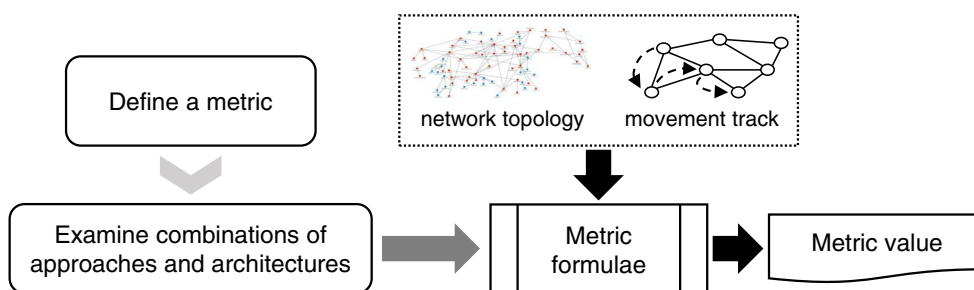 Define a metric
network topology
movement track
Examine combinations of
approaches and architectures
Metric
formulae
Metric value